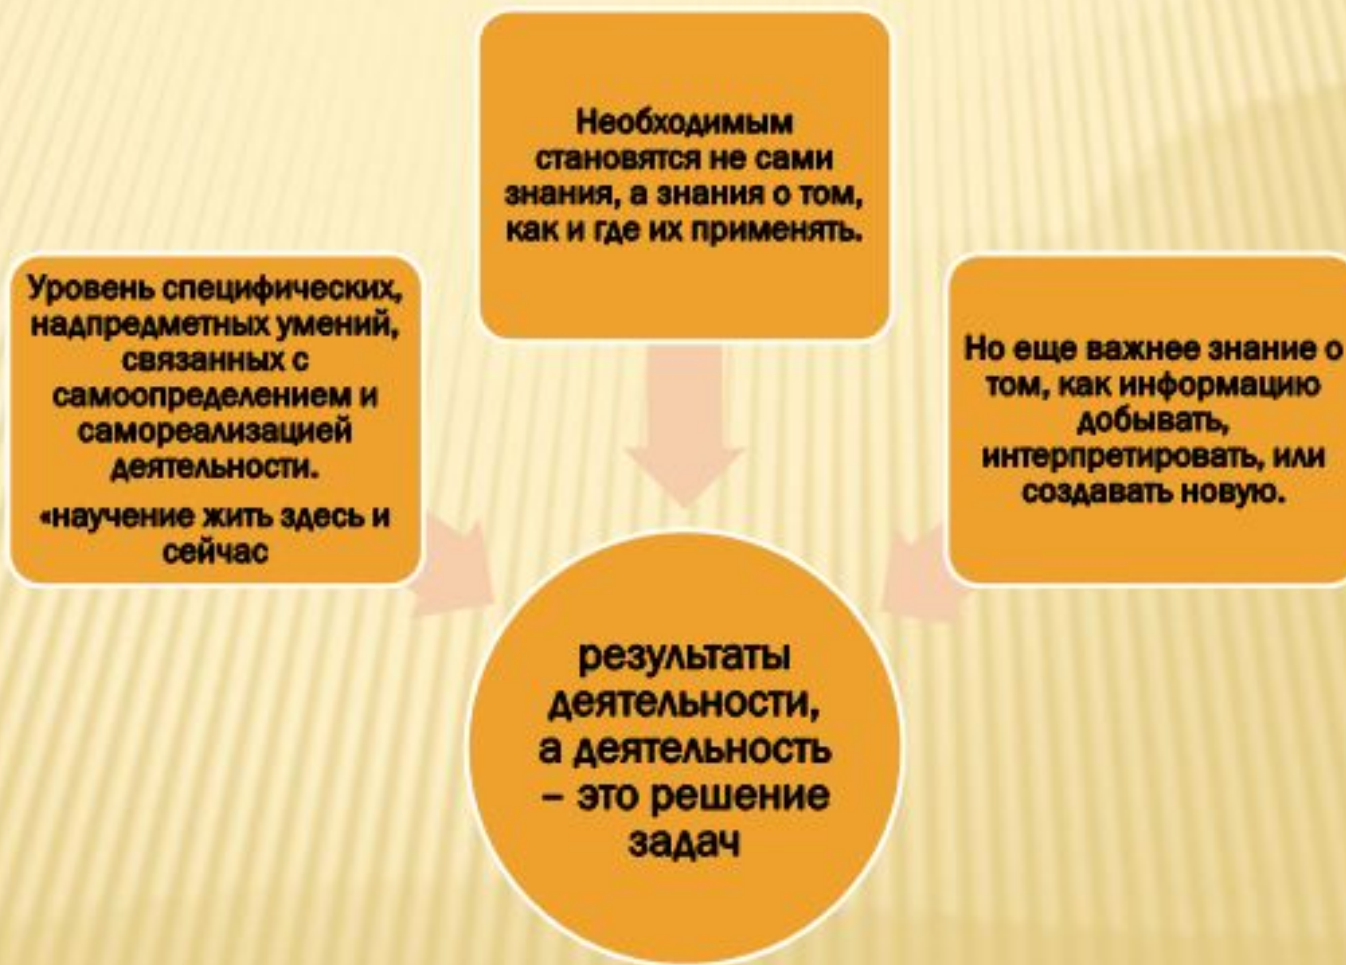 Необходимым
становятся не сами
знания, а знания о том,
как и где их применять.
Уровень специфических,
надпредметных умений,
связанных с
самоопределением и
самореализацией
деятельности.
«научение жить здесь и
сейчас
Но еще важнее знание о
том, как информацию
добывать,
интерпретировать, или
создавать новую.
результаты
деятельности,
а деятельность
– это решение
задач